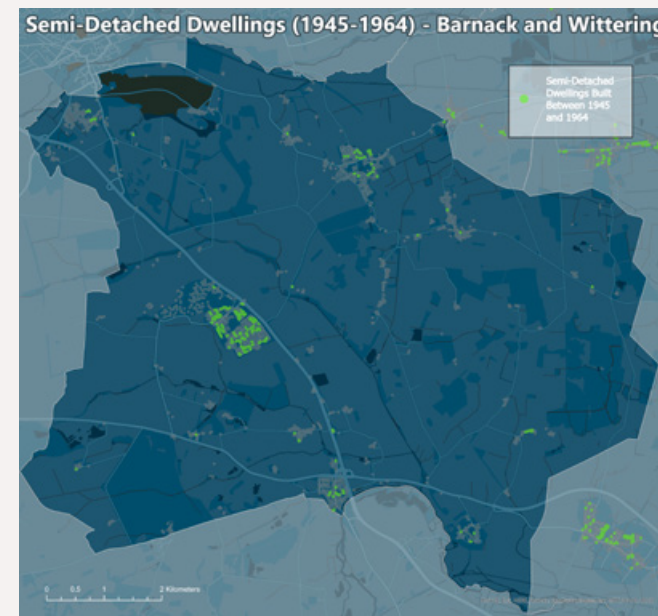 Semi-Detached Dwellings (1945-1964) - Barnack and Wittering
Semi-Detached
Dwellings Built
Between 1945
and 1964
0 0.5 1 2 Kilometers